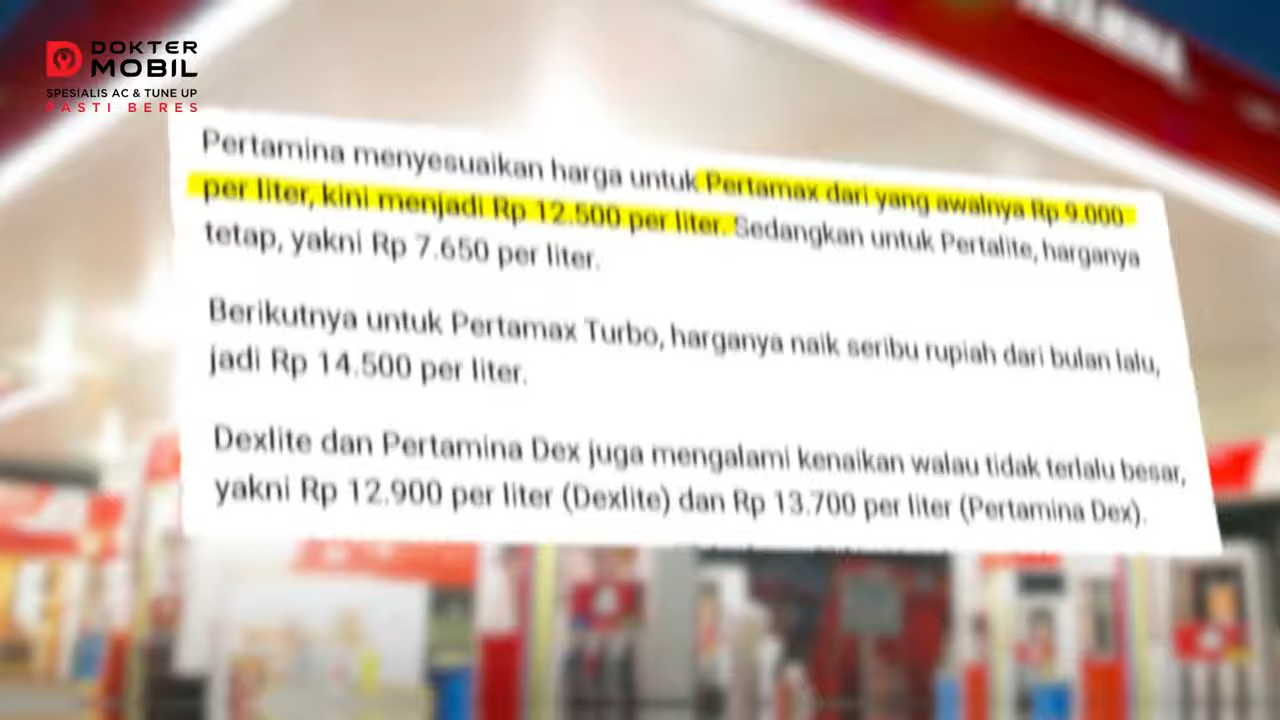 DOKTER
MOBIL
SPESIALIS AC & TUNE UP
PASTI BERES
Pertamina menyesuaikan harga untuk Pertamax dari yang awalnya Rp 9.000
per liter, kini menjadi Rp 12.500 per liter. Sedangkan untuk Pertalite, harganya
tetap, yakni Rp 7.650 per liter.
Berikutnya untuk Pertamax Turbo, harganya naik seribu rupiah dari bulan lalu,
jadi Rp 14.500 per liter.
Dexlite dan Pertamina Dex juga mengalami kenaikan walau tidak terlalu besar,
yakni Rp 12.900 per liter (Dexlite) dan Rp 13.700 per liter (Pertamina Dex).